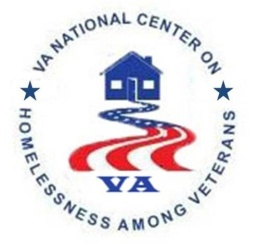 VA NATIONAL CENTER ON
HOMELESSNESS AMONG VETERANS
VA